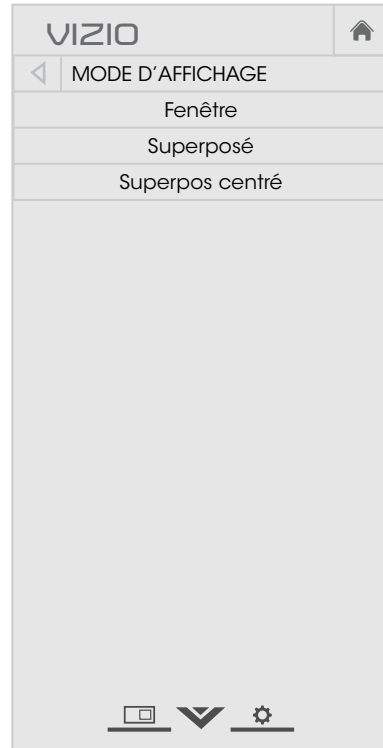 VIZIO
MODE D’AFFICHAGE
Fenêtre
Superposé
Superpos centré